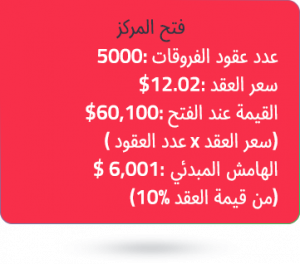 فتح المركز
عدد عقود الفروقات :5000
سعر العقد :12.02$
القيمة عند الفتح :60,100$
(سعر العقد x عدد العقود )
الهامش المبدئي :6,001 $
(من قيمة العقد 10%)